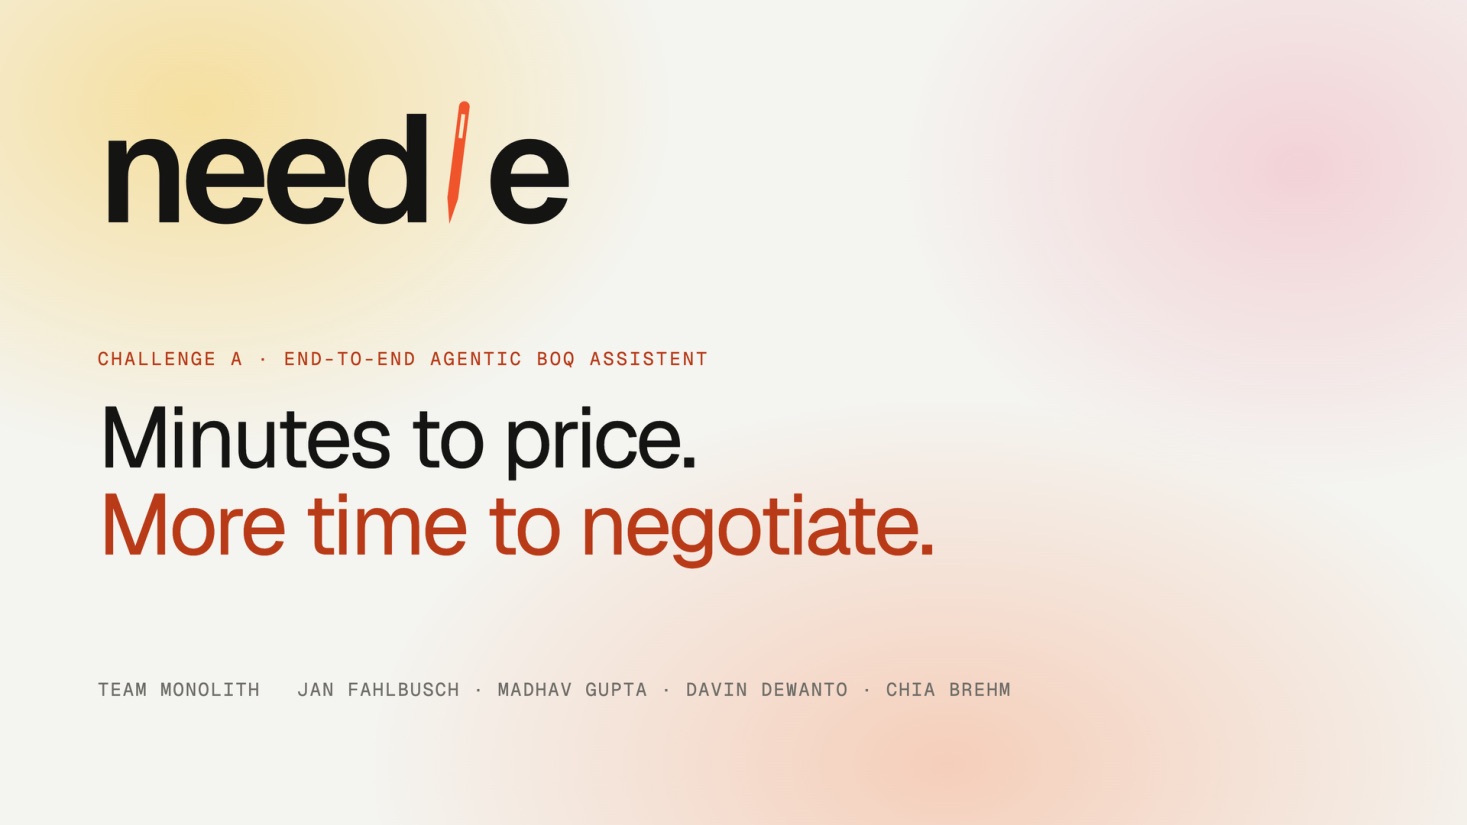 needle
CHALLENGE A · END-TO-END AGENTIC BOQ ASSISTENT
Minutes to price.
More time to negotiate.
TEAM MONOLITH JAN FAHLBUSCH · MADHAV GUPTA · DAVIN DEWANTO · CHIA BREHM